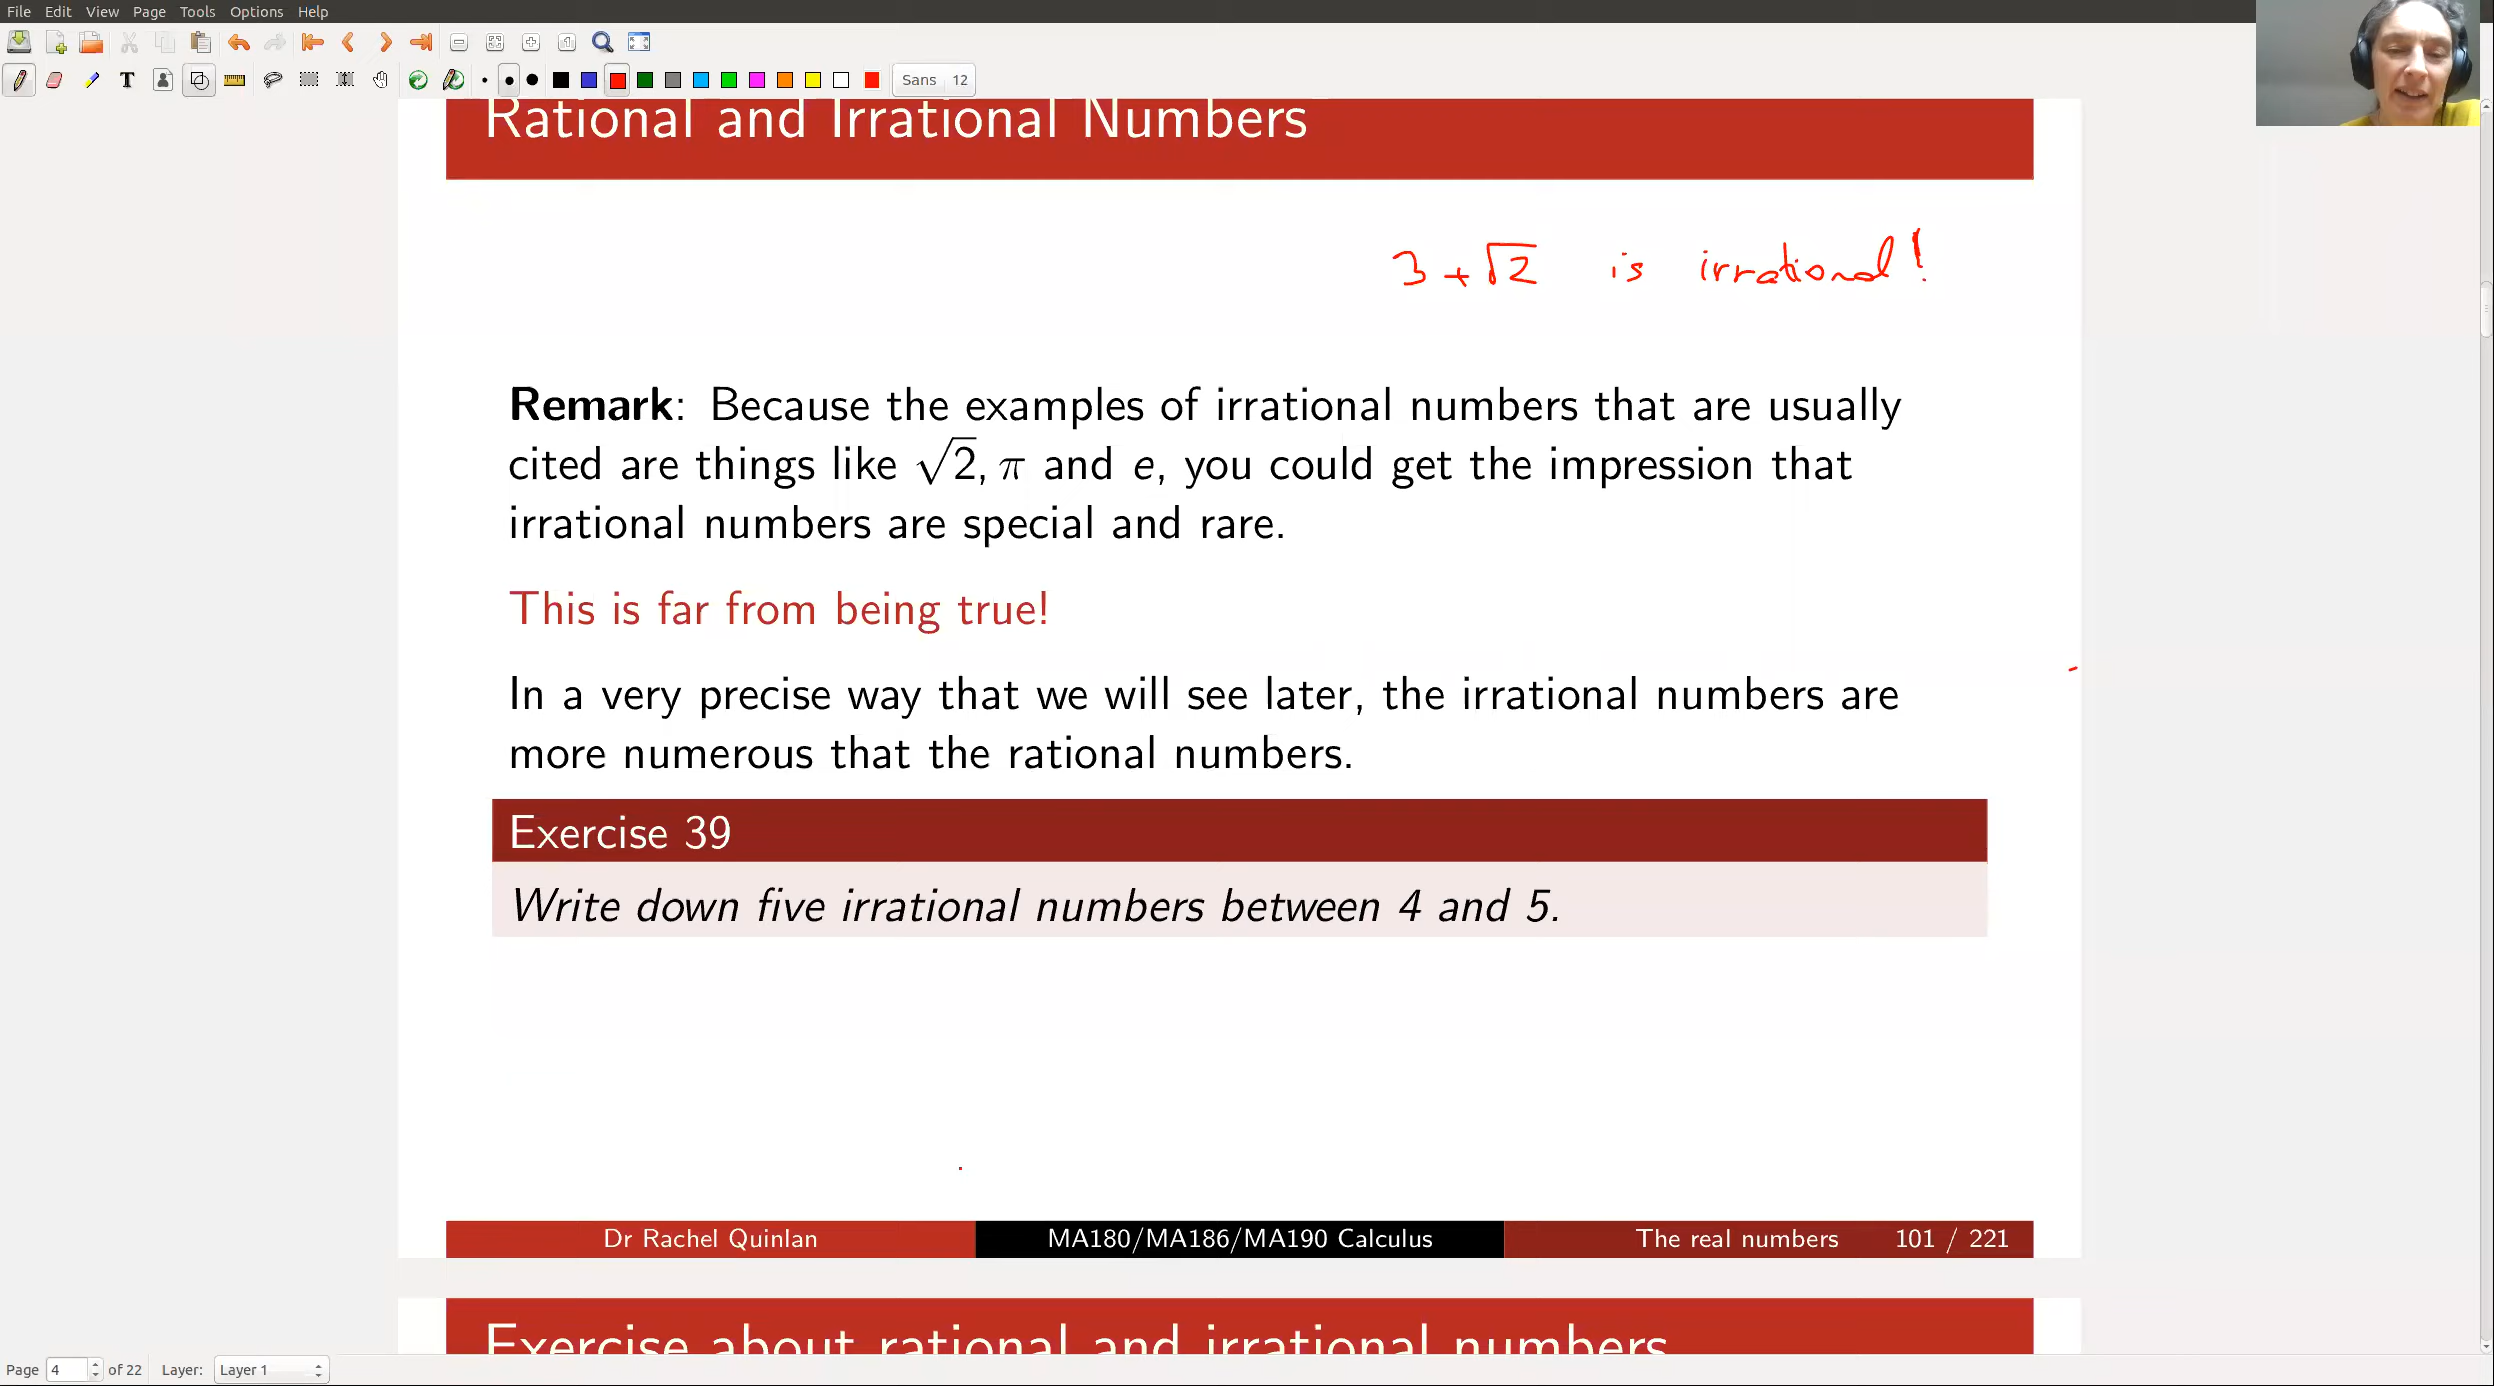 File Edit View Page Tools Options Help
T Sans 12
Rational and Irrational Numbers
3 + √2 is irrational!
Remark: Because the examples of irrational numbers that are usually
cited are things like √2, π and e, you could get the impression that
irrational numbers are special and rare.
This is far from being true!
In a very precise way that we will see later, the irrational numbers are
more numerous that the rational numbers.
Exercise 39
Write down five irrational numbers between 4 and 5.
Dr Rachel Quinlan MA180/MA186/MA190 Calculus The real numbers 101 / 221
Exercise about rational and irrational numbers
Page 4 of 22 Layer: Layer 1